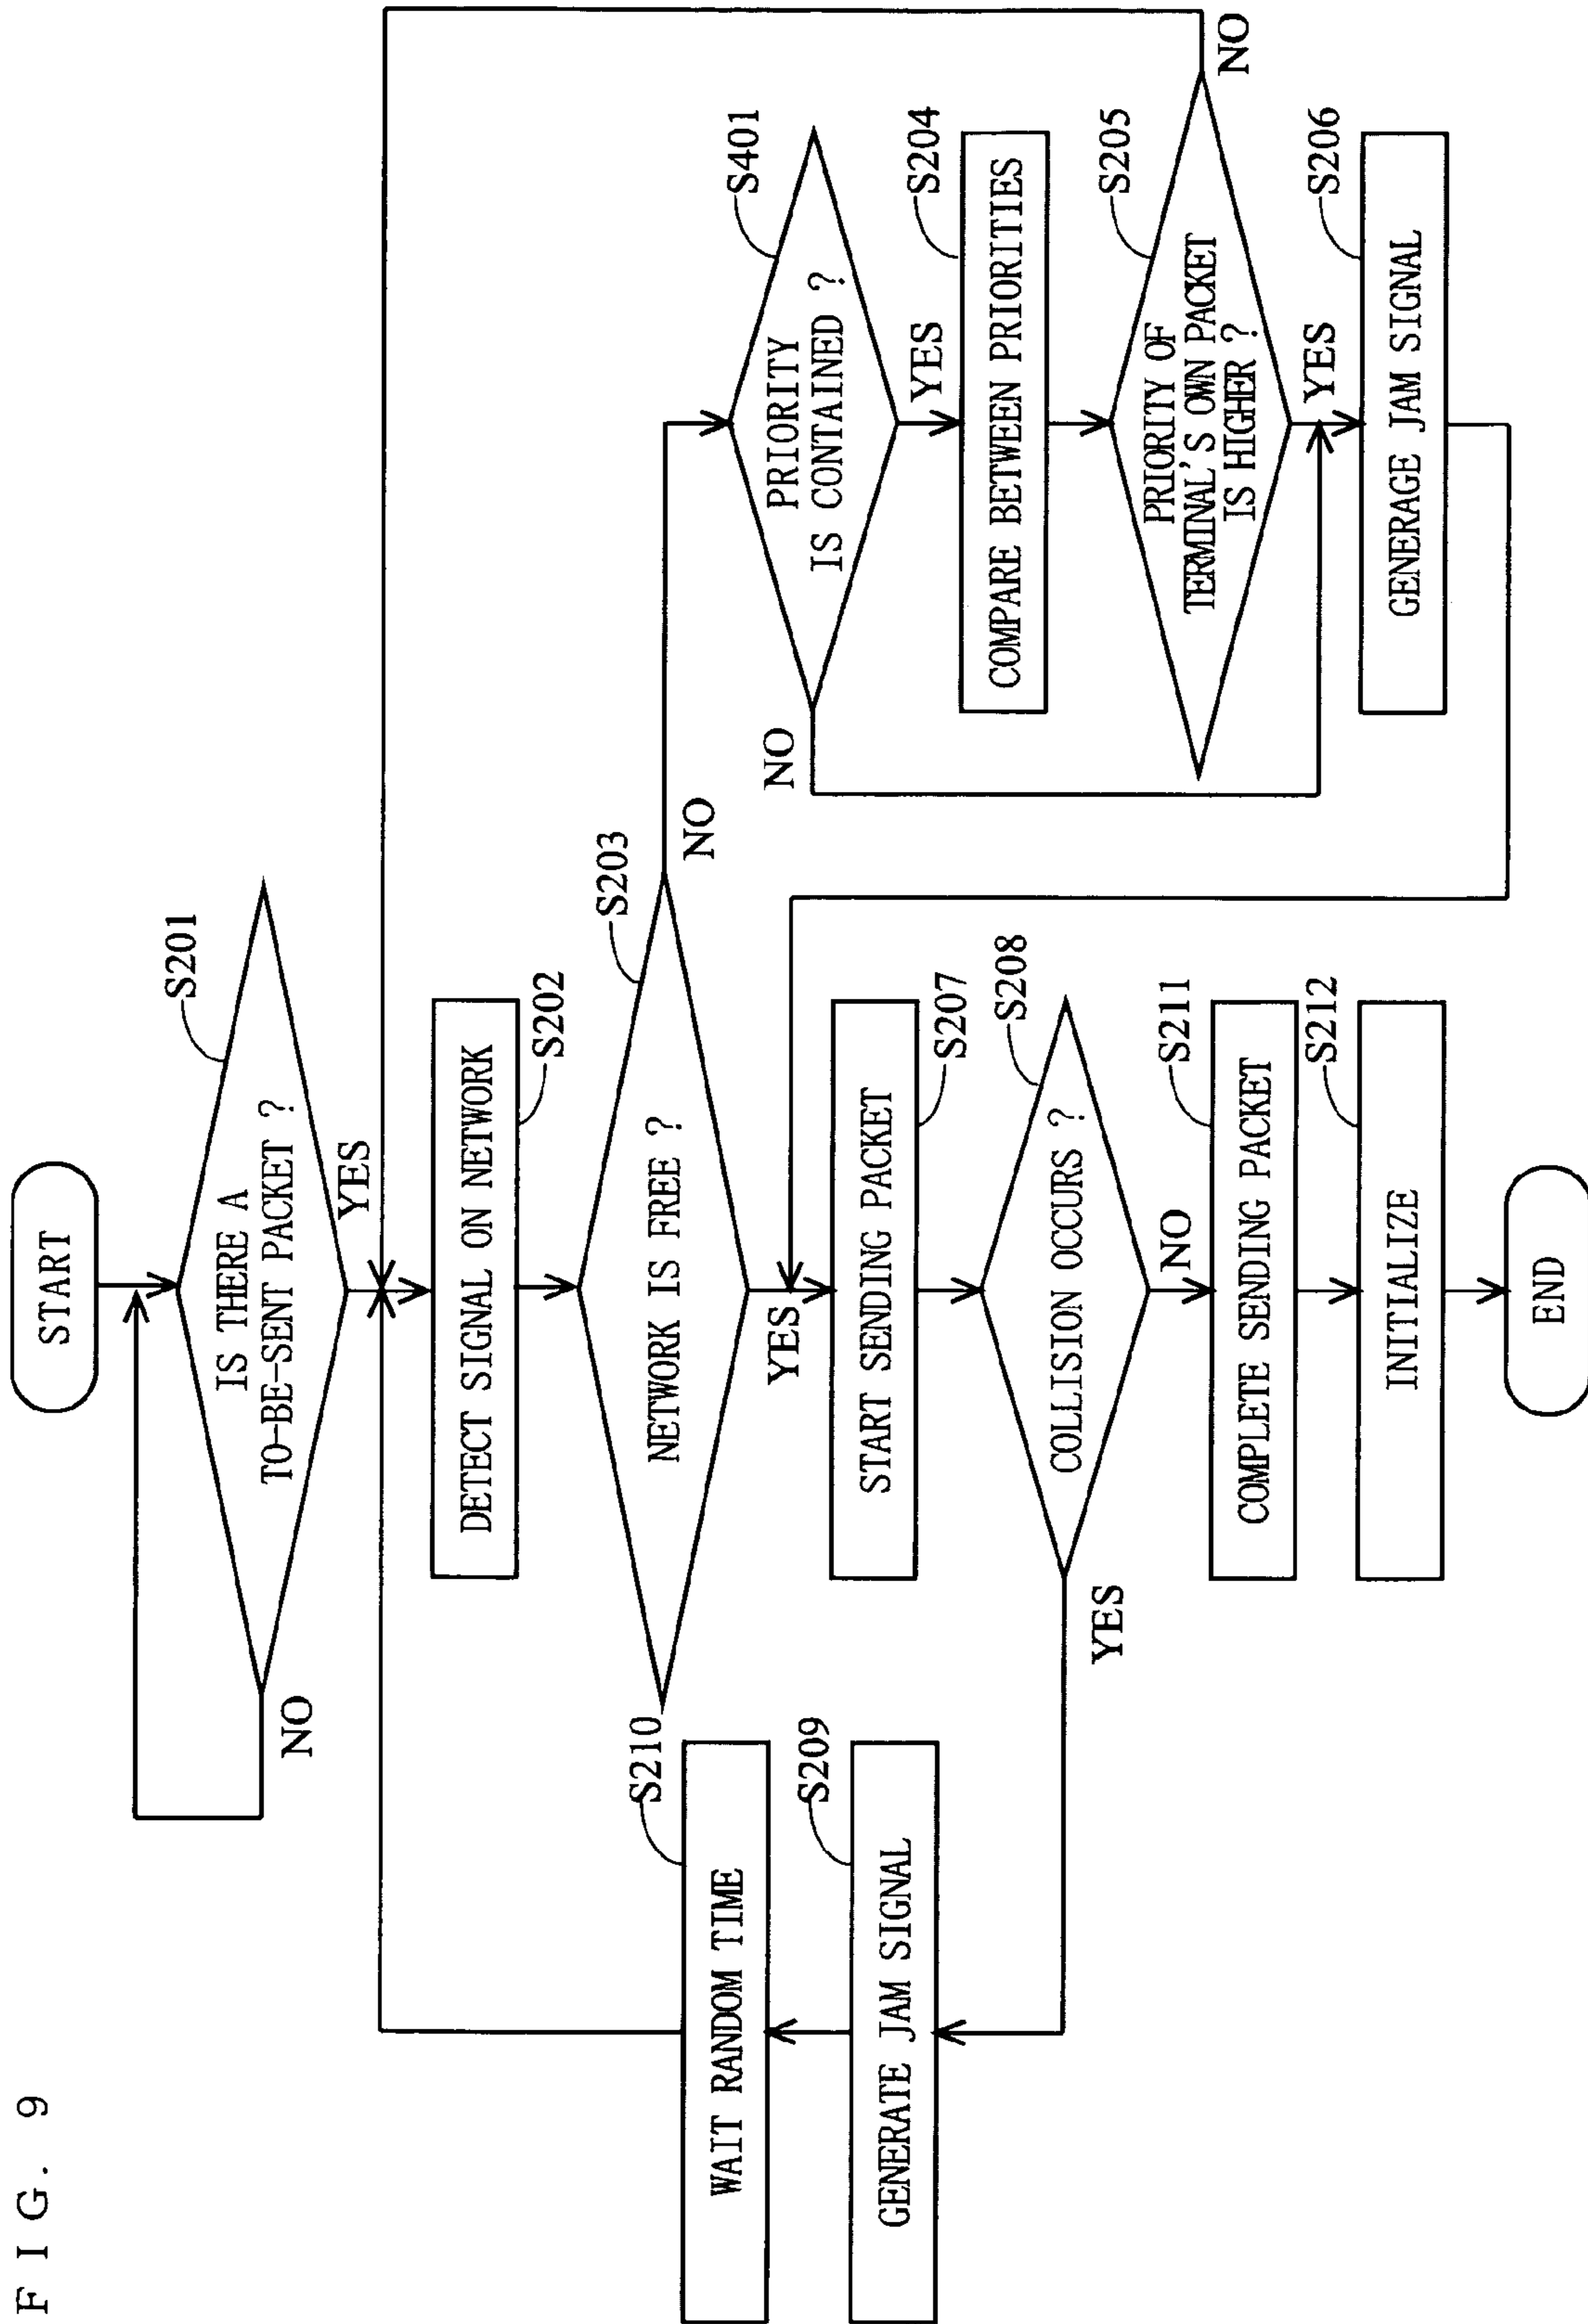 F I G . 9
START
IS THERE A
TO-BE-SENT PACKET ?
S201
NO
YES
DETECT SIGNAL ON NETWORK
S202
NETWORK IS FREE ?
S203
NO
YES
PRIORITY
IS CONTAINED ?
S401
NO
YES
COMPARE BETWEEN PRIORITIES
S204
PRIORITY OF
TERMINAL'S OWN PACKET
IS HIGHER ?
S205
NO
YES
GENERAGE JAM SIGNAL
S206
START SENDING PACKET
S207
COLLISION OCCURS ?
S208
YES
NO
GENERATE JAM SIGNAL
S209
WAIT RANDOM TIME
S210
COMPLETE SENDING PACKET
S211
INITIALIZE
S212
END